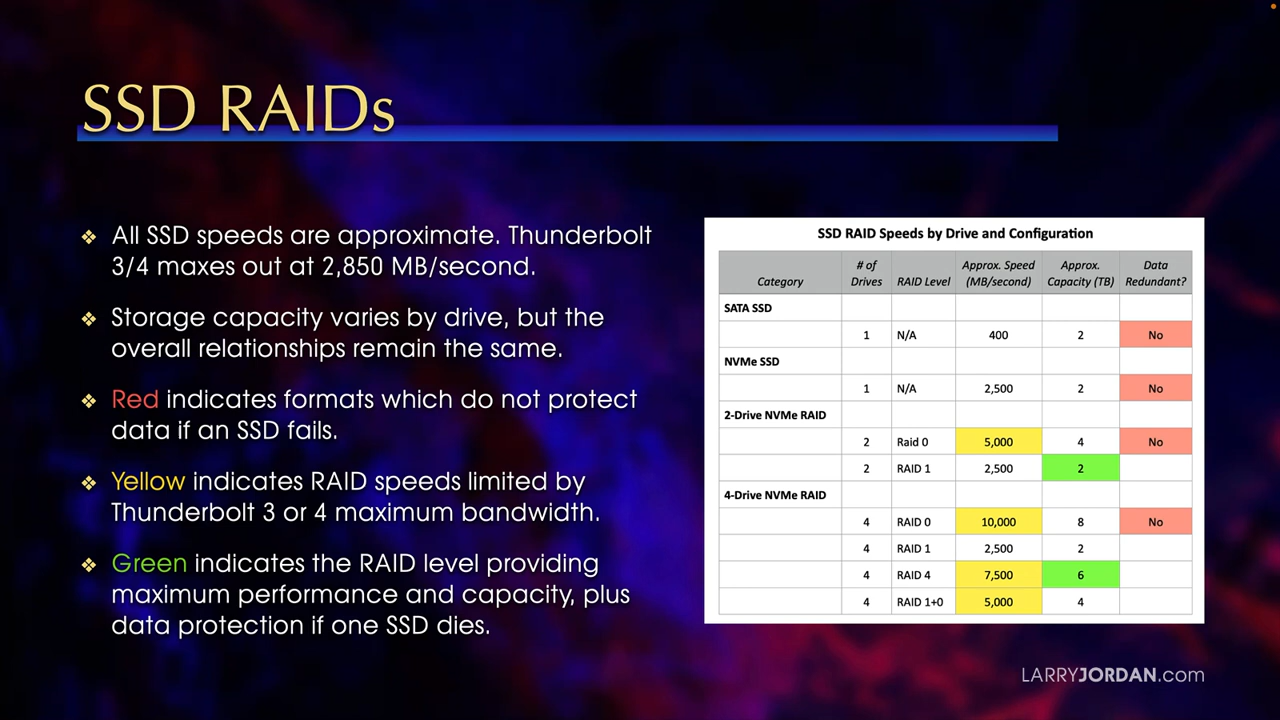 SSD RAIDs
❖ All SSD speeds are approximate. Thunderbolt
3/4 maxes out at 2,850 MB/second.
❖ Storage capacity varies by drive, but the
overall relationships remain the same.
❖ Red indicates formats which do not protect
data if an SSD fails.
❖ Yellow indicates RAID speeds limited by
Thunderbolt 3 or 4 maximum bandwidth.
❖ Green indicates the RAID level providing
maximum performance and capacity, plus
data protection if one SSD dies.
SSD RAID Speeds by Drive and Configuration
Category # of Drives RAID Level Approx. Speed (MB/second) Approx. Capacity (TB) Data Redundant?
SATA SSD
1 N/A 400 2 No
NVMe SSD
1 N/A 2,500 2 No
2-Drive NVMe RAID
2 Raid 0 5,000 4 No
2 RAID 1 2,500 2
4-Drive NVMe RAID
4 RAID 0 10,000 8 No
4 RAID 1 2,500 2
4 RAID 4 7,500 6
4 RAID 1+0 5,000 4
LARRYJORDAN.com